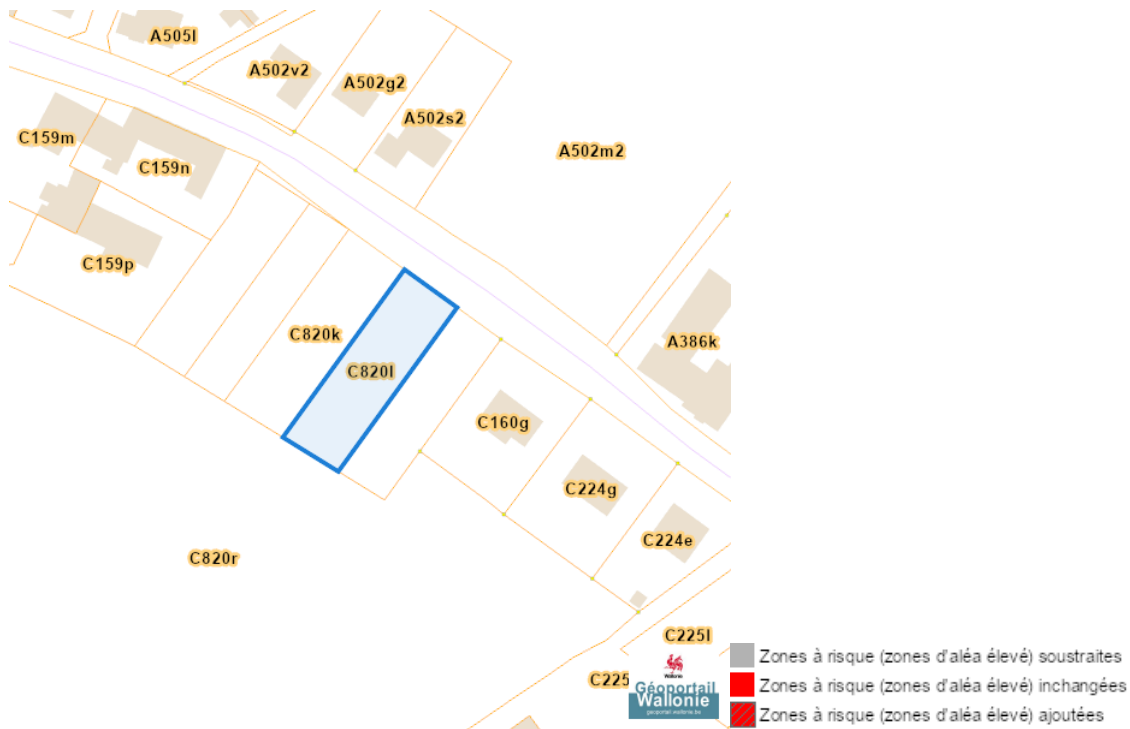 A505l
A502v2
A502g2
A502s2
A502m2
C159m
C159n
C159p
C820k
C820l
A386k
C160g
C224g
C224e
C820r
C225l
C225
Wallonie
Géoportail
Wallonie
geoportail.wallonie.be
Zones à risque (zones d'aléa élevé) soustraites
Zones à risque (zones d'aléa élevé) inchangées
Zones à risque (zones d'aléa élevé) ajoutées